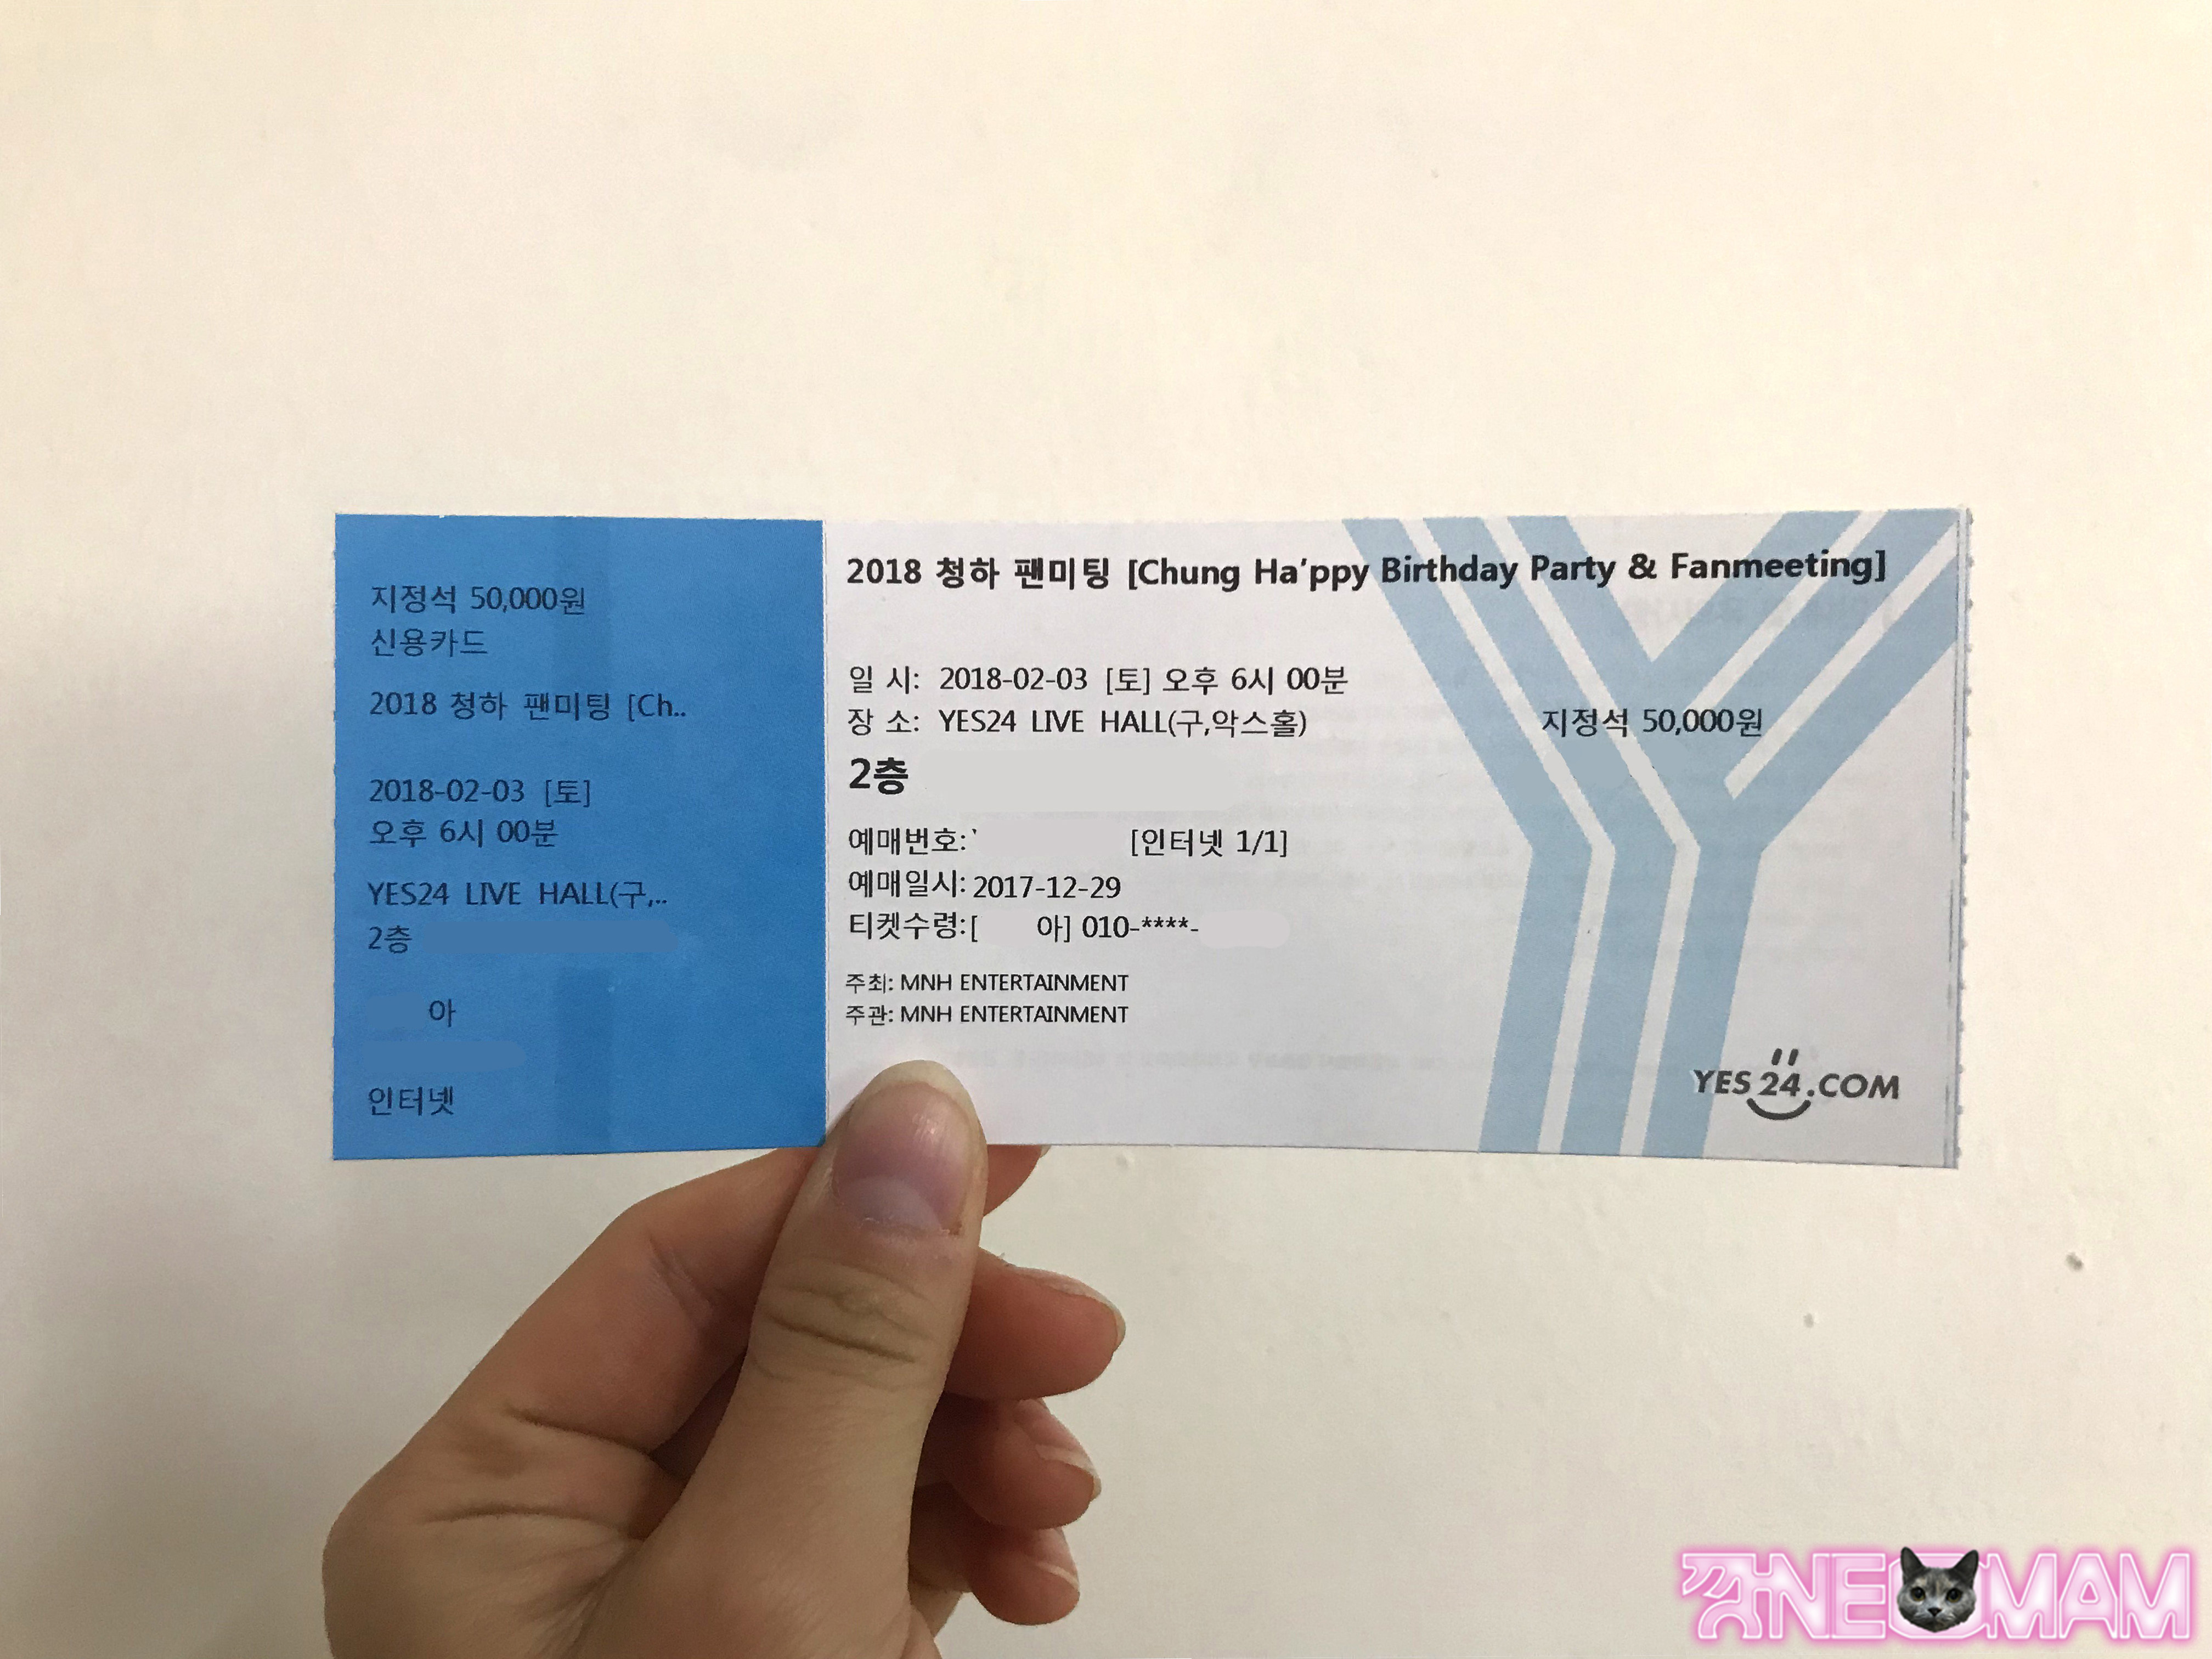 지정석 50,000원
신용카드
2018 청하 팬미팅 [Ch..
2018-02-03 [토]
오후 6시 00분
YES24 LIVE HALL(구,..
2층
아
인터넷
2018 청하 팬미팅 [Chung Ha'ppy Birthday Party & Fanmeeting]
일 시: 2018-02-03 [토] 오후 6시 00분
장 소: YES24 LIVE HALL(구,악스홀) 지정석 50,000원
2층
예매번호: [인터넷 1/1]
예매일시: 2017-12-29
티켓수령:[ 아] 010-****-
주최: MNH ENTERTAINMENT
주관: MNH ENTERTAINMENT
YES24.COM